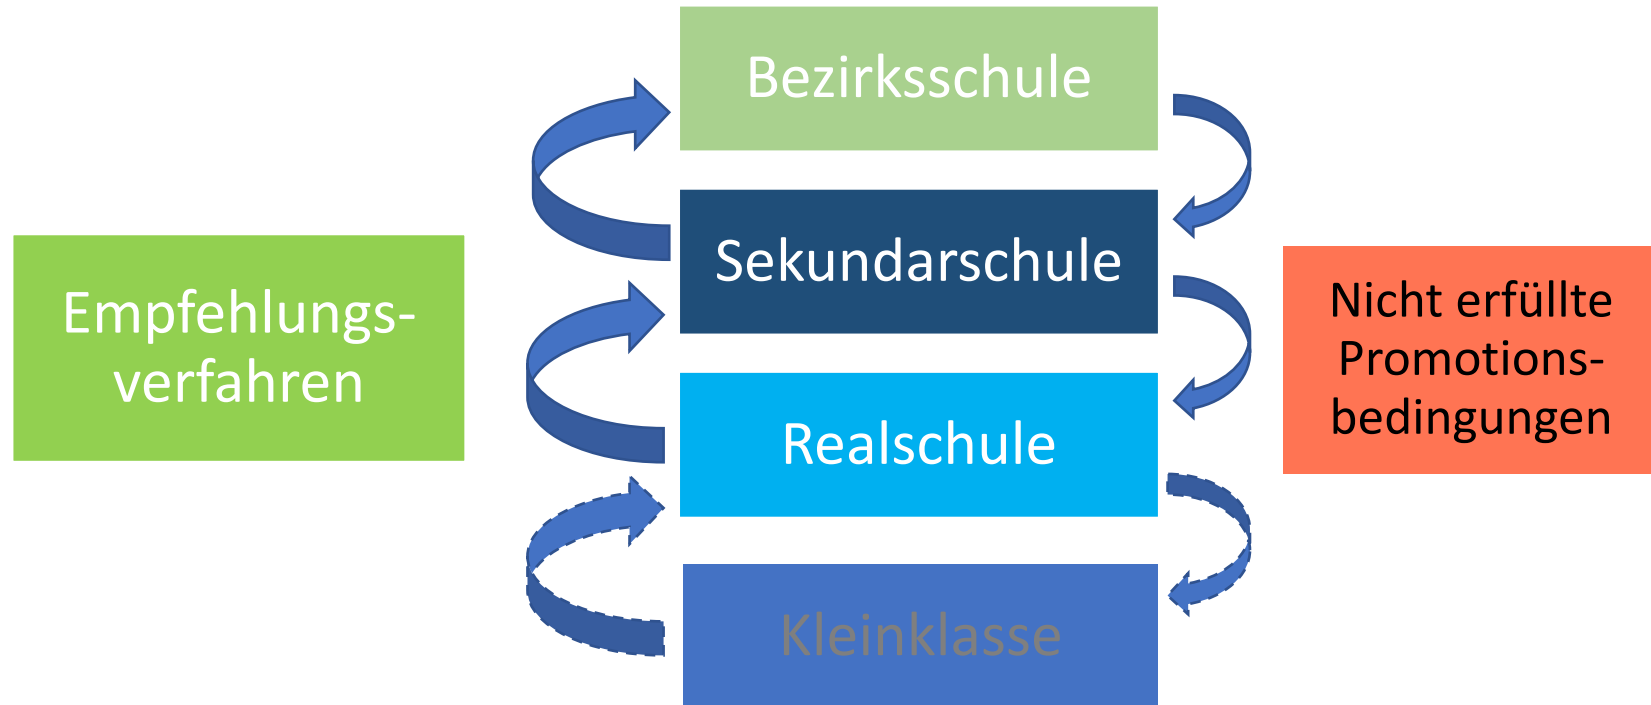 Bezirksschule
Sekundarschule
Empfehlungs-
verfahren
Nicht erfüllte
Promotions-
bedingungen
Realschule
Kleinklasse